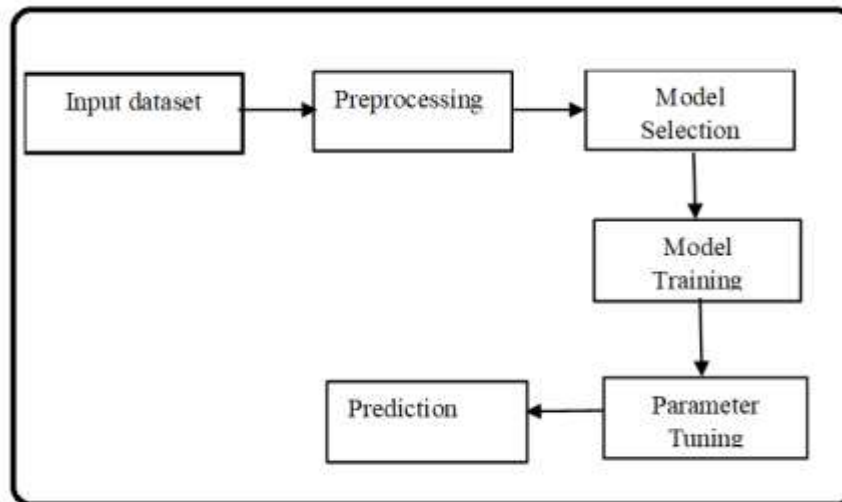 Input dataset
Preprocessing
Model
Selection
Model
Training
Parameter
Tuning
Prediction